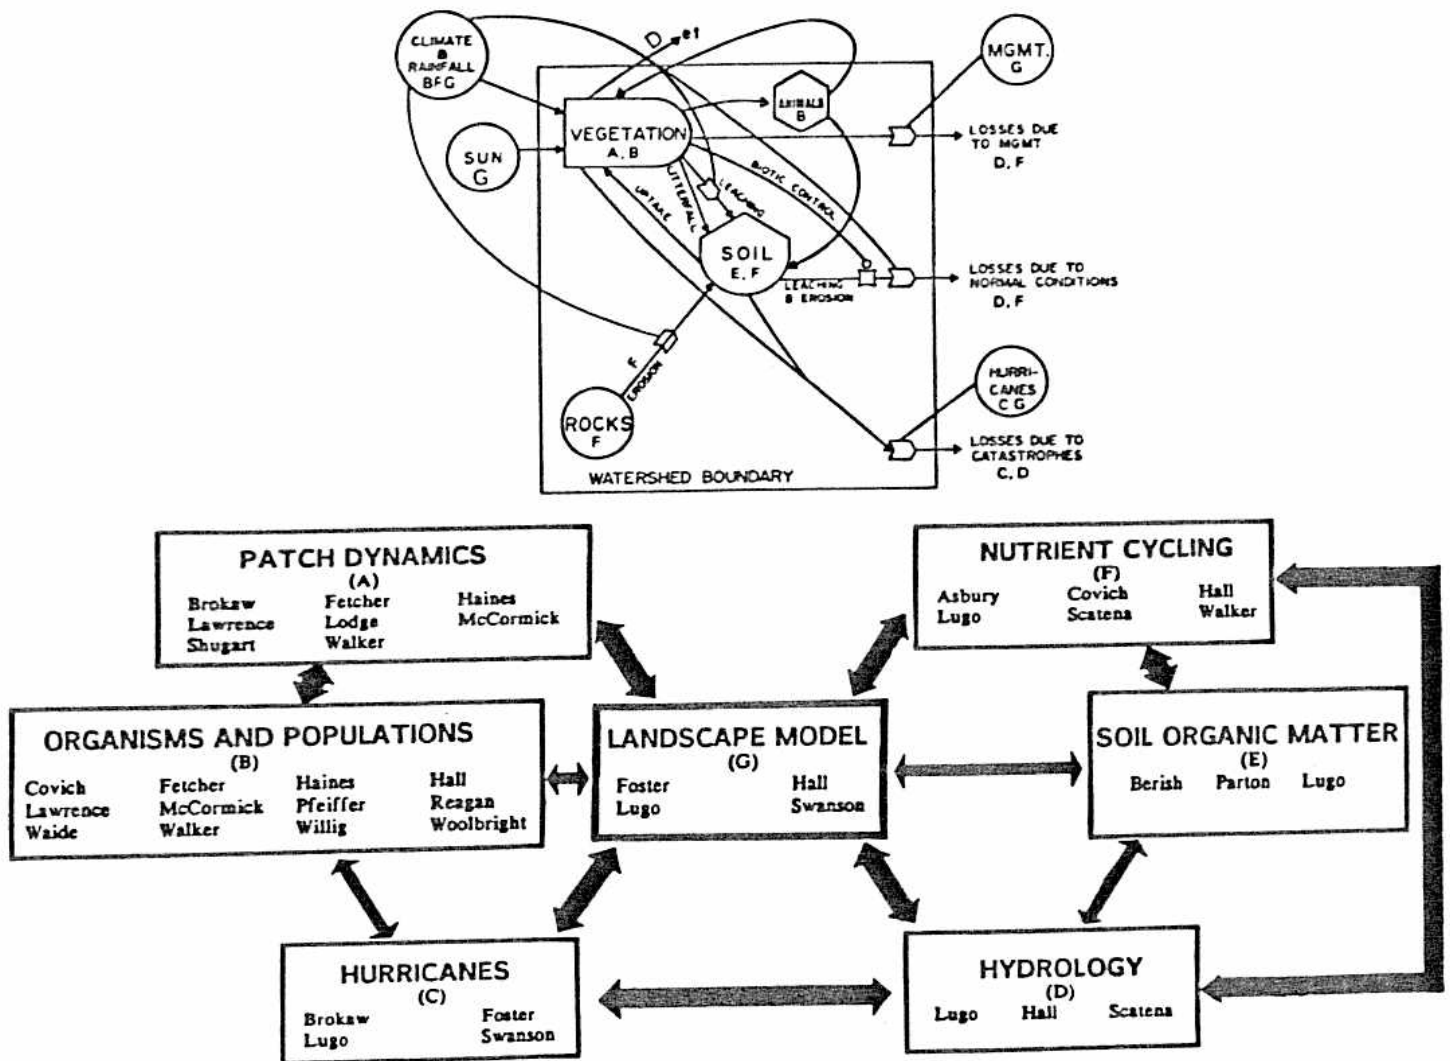 CLIMATE
&
RAINFALL
BFG
D et
MGMT.
G
ANIMALS
B
VEGETATION
A, B
LOSSES DUE
TO MGMT
D, F
SUN
G
BIOTIC CONTROL
LEACHING
LITTERFALL
UPTAKE
SOIL
E, F
LEACHING
& EROSION
LOSSES DUE TO
NORMAL CONDITIONS
D, F
F
EROSION
HURRI-
CANES
C G
ROCKS
F
LOSSES DUE TO
CATASTROPHES
C, D
WATERSHED BOUNDARY
PATCH DYNAMICS
(A)
Brokaw Fetcher Haines
Lawrence Lodge McCormick
Shugart Walker
NUTRIENT CYCLING
(F)
Asbury Covich Hall
Lugo Scatena Walker
ORGANISMS AND POPULATIONS
(B)
Covich Fetcher Haines Hall
Lawrence McCormick Pfeiffer Reagan
Waide Walker Willig Woolbright
LANDSCAPE MODEL
(G)
Foster Hall
Lugo Swanson
SOIL ORGANIC MATTER
(E)
Berish Parton Lugo
HURRICANES
(C)
Brokaw Foster
Lugo Swanson
HYDROLOGY
(D)
Lugo Hall Scatena